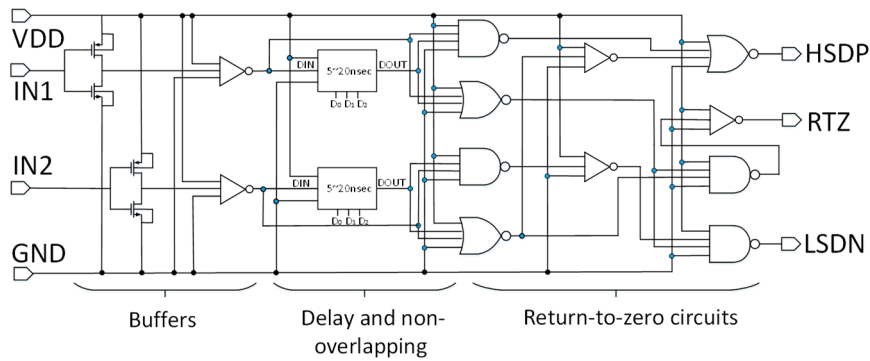 VDD
IN1
IN2
GND
DIN
5~20nsec
DOUT
D0 D1 D2
DIN
5~20nsec
DOUT
D0 D1 D2
HSDP
RTZ
LSDN
Buffers
Delay and non-
overlapping
Return-to-zero circuits